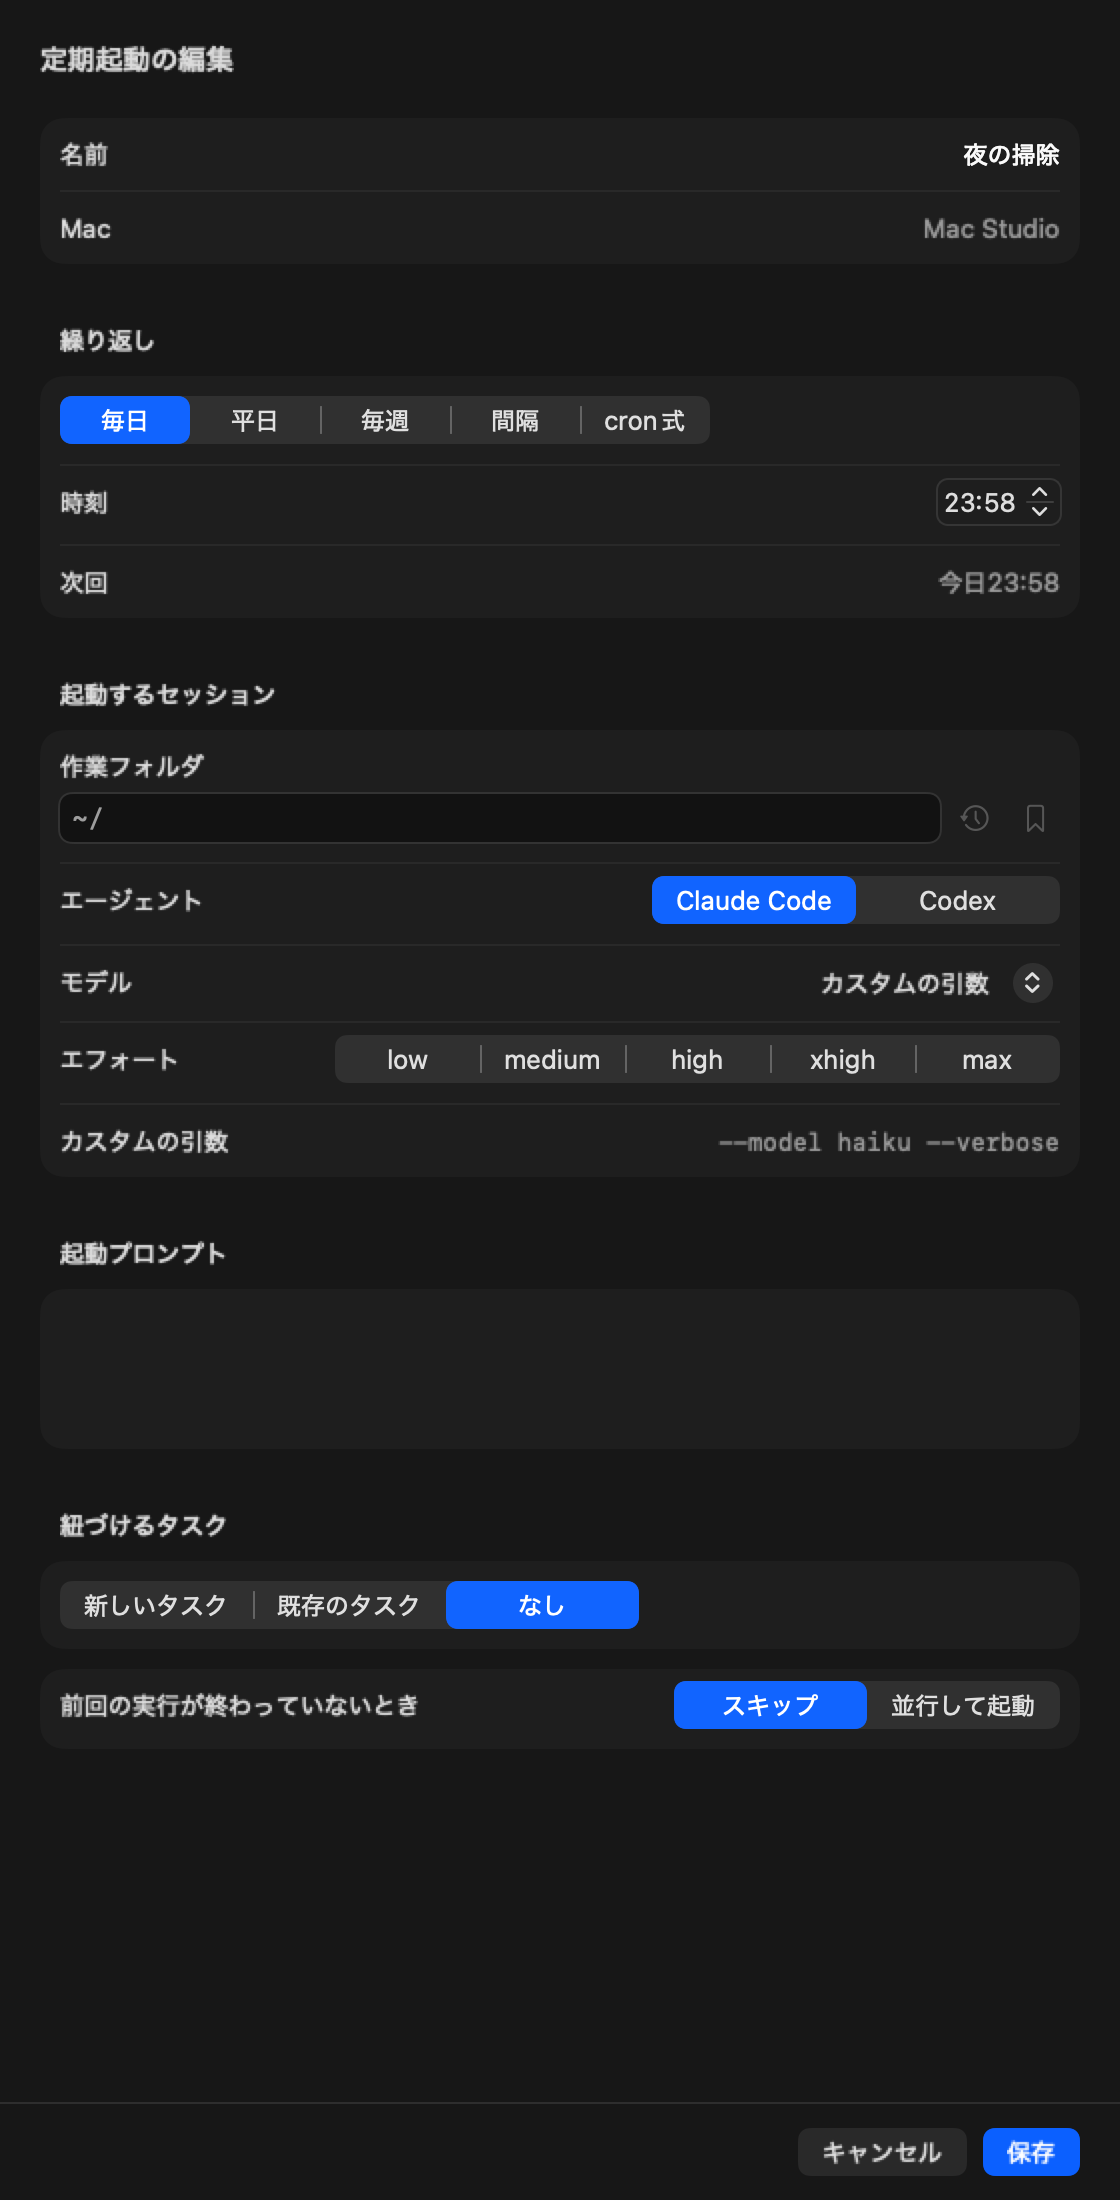 定期起動の編集
名前 夜の掃除
Mac Mac Studio
繰り返し
毎日 平日 毎週 間隔 cron 式
時刻 23:58
次回 今日23:58
起動するセッション
作業フォルダ
~/
エージェント Claude Code Codex
モデル カスタムの引数
エフォート low medium high xhigh max
カスタムの引数 --model haiku --verbose
起動プロンプト
紐づけるタスク
新しいタスク 既存のタスク なし
前回の実行が終わっていないとき スキップ 並行して起動
キャンセル 保存